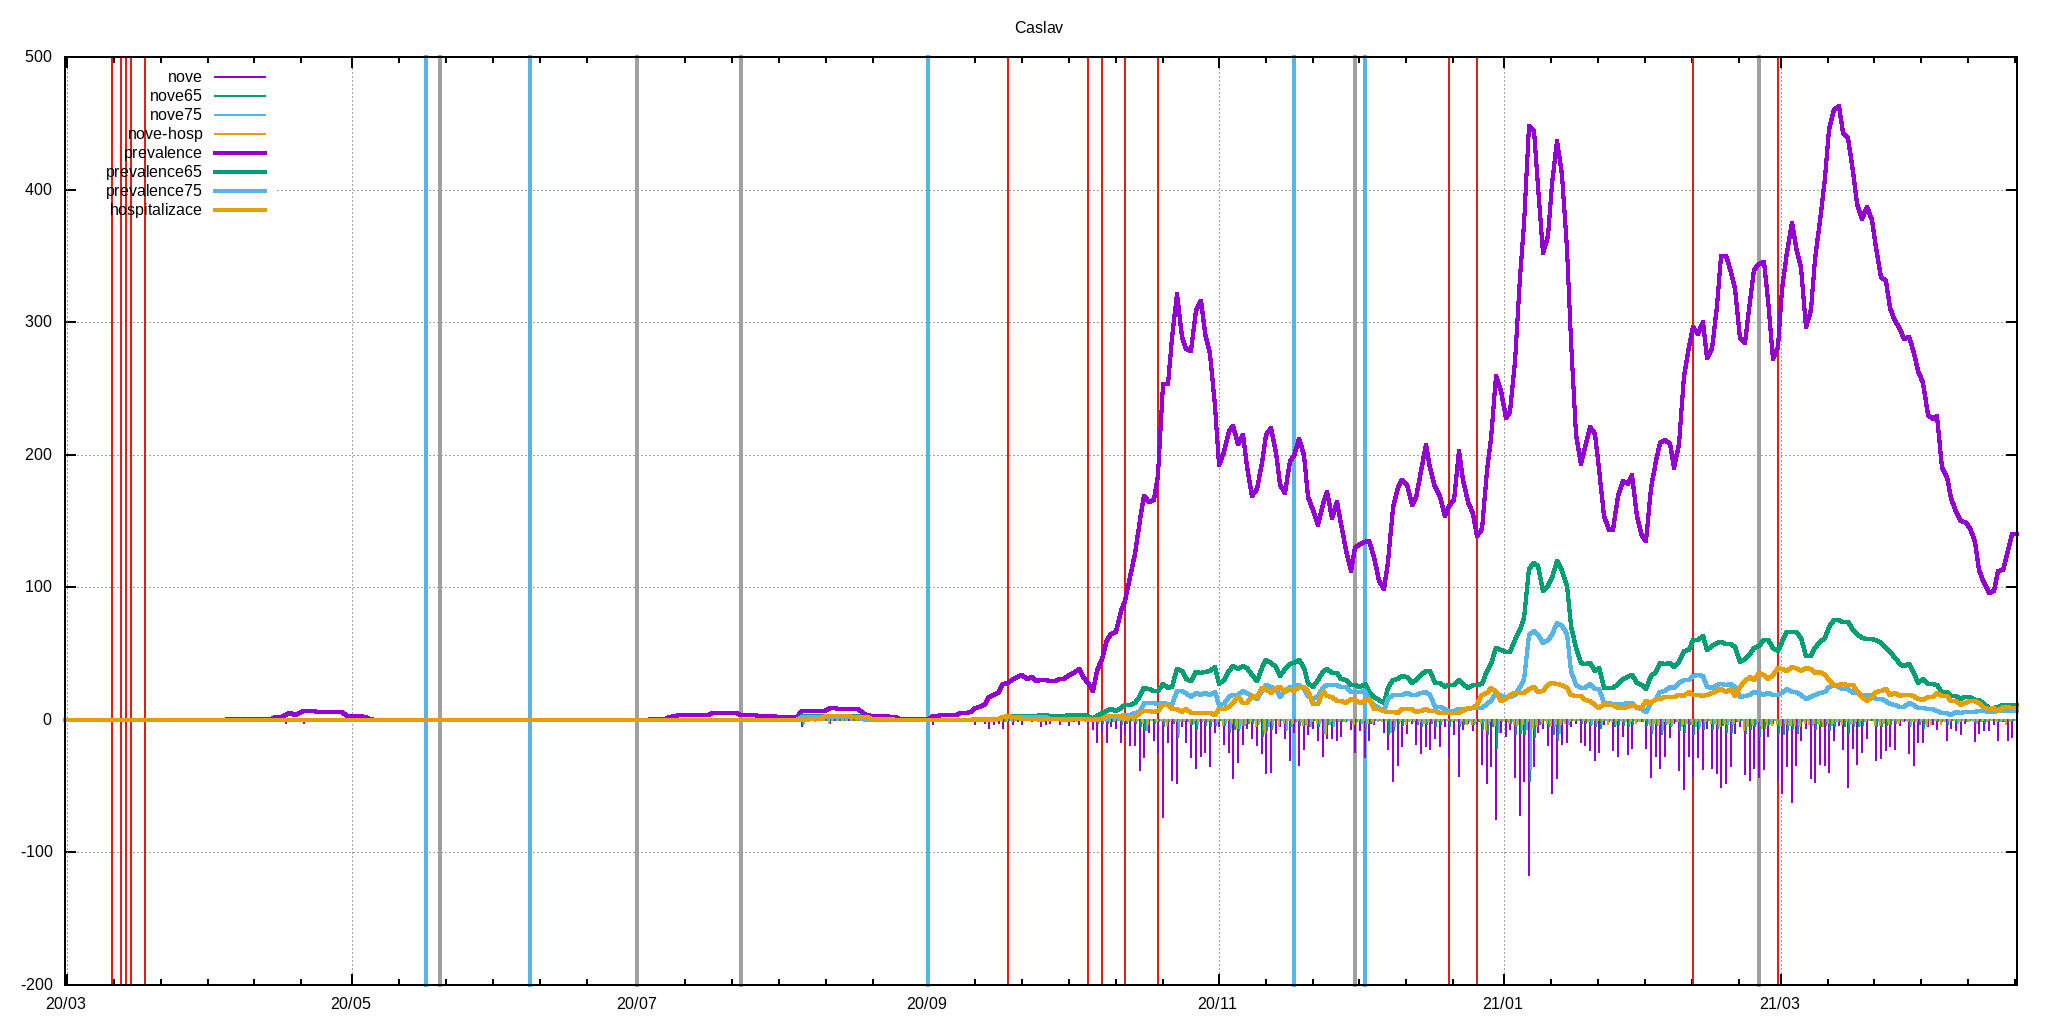 Caslav
500
400
300
200
100
0
-100
-200
nove
nove65
nove75
nove-hosp
prevalence
prevalence65
prevalence75
hospitalizace
20/03 20/05 20/07 20/09 20/11 21/01 21/03